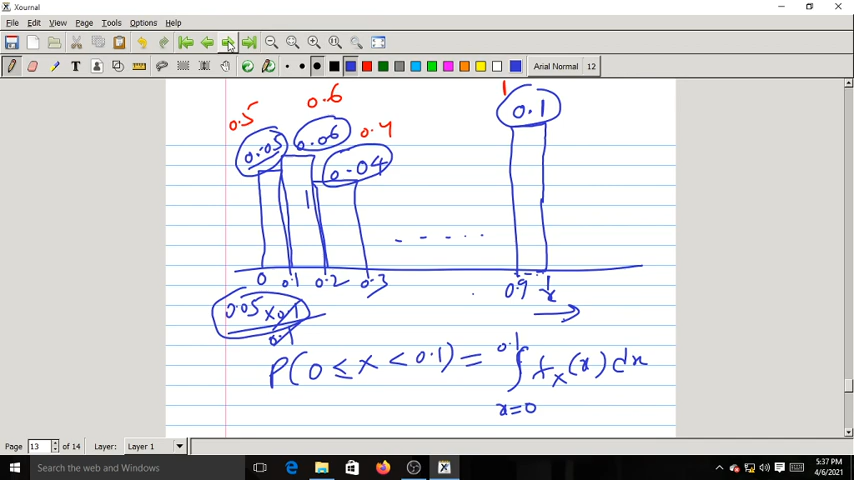 Xournal
File Edit View Page Tools Options Help
Arial Normal 12
0.5 0.6 0.4 1
0.05 0.06 0.04 0.1
1
0 0.1 0.2 0.3 0.9 1
x
0.05 x 0.1
0.1
P(0 ≤ x < 0.1) = ∫ f_X(x) dx
0.1
x=0
Page 13 of 14 Layer: Layer 1
Search the web and Windows
5:37 PM
4/6/2021